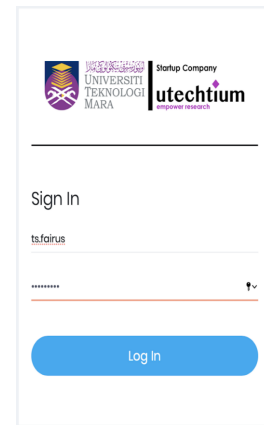 Startup Company
UNIVERSITI
TEKNOLOGI
MARA
utechtium
empower research
Sign In
ts.fairus
•••••••••
Log In